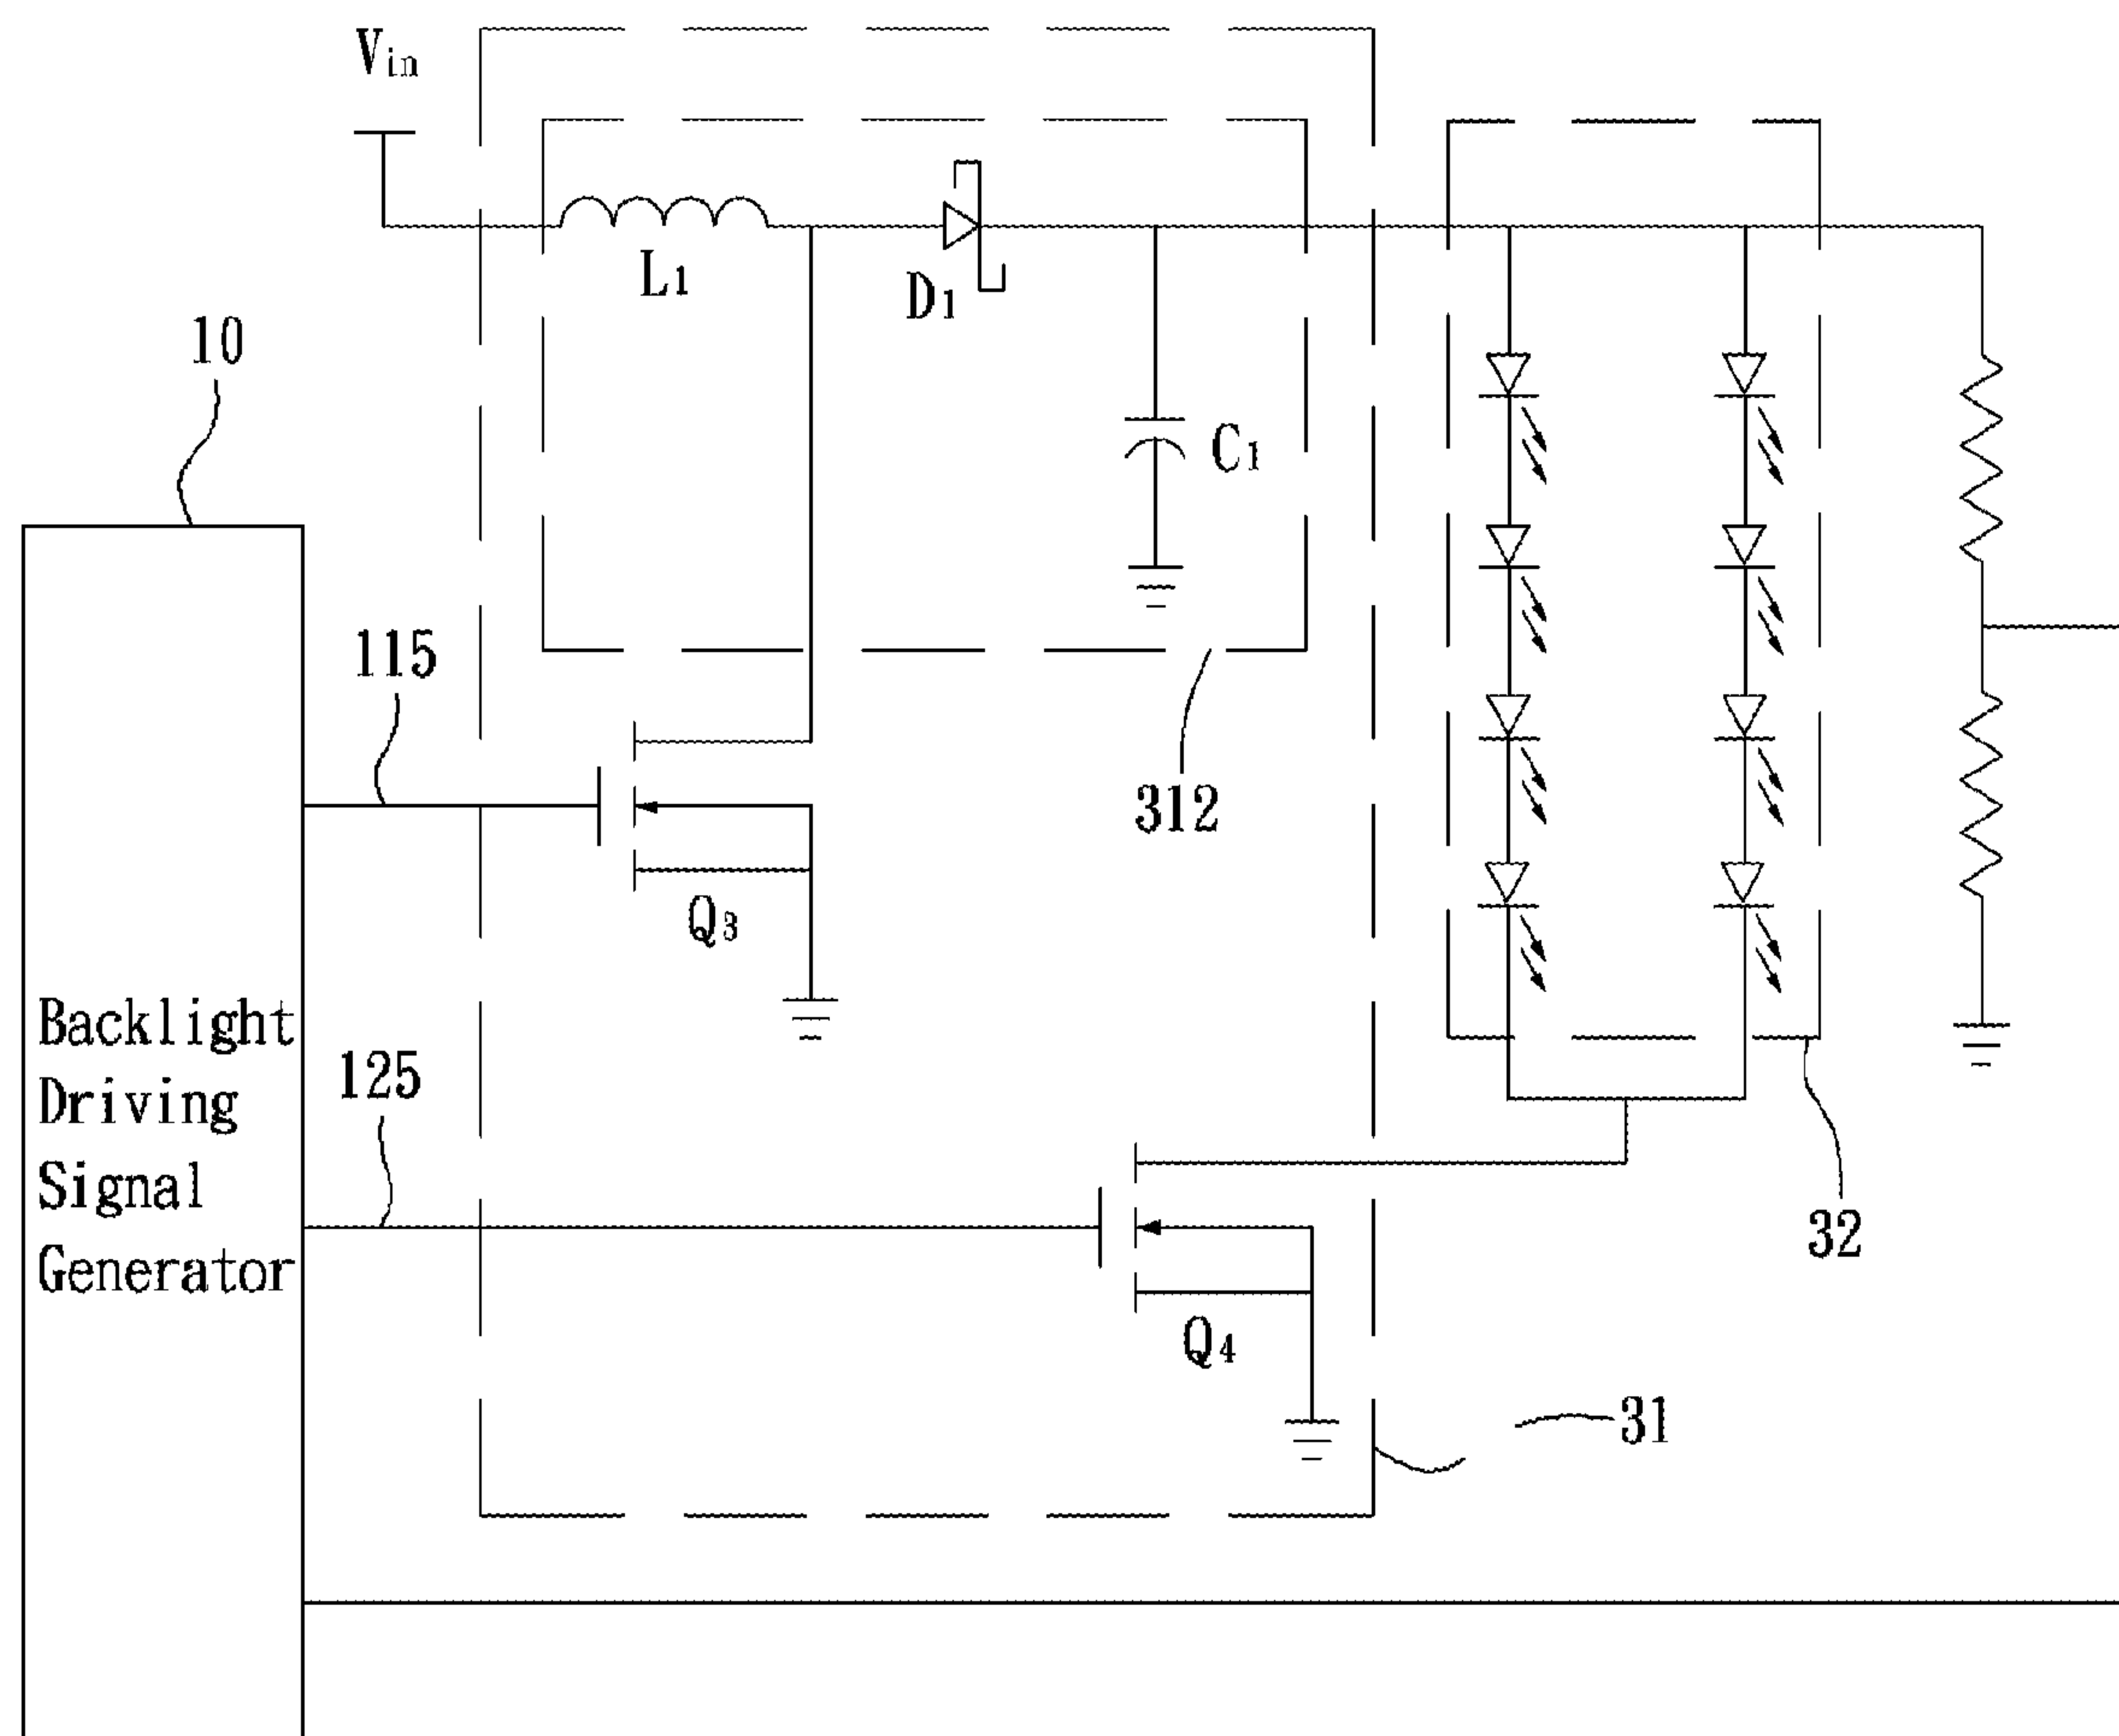 Vin
L1
D1
10
C1
115
312
Q3
Backlight
Driving
Signal
Generator
125
32
Q4
31